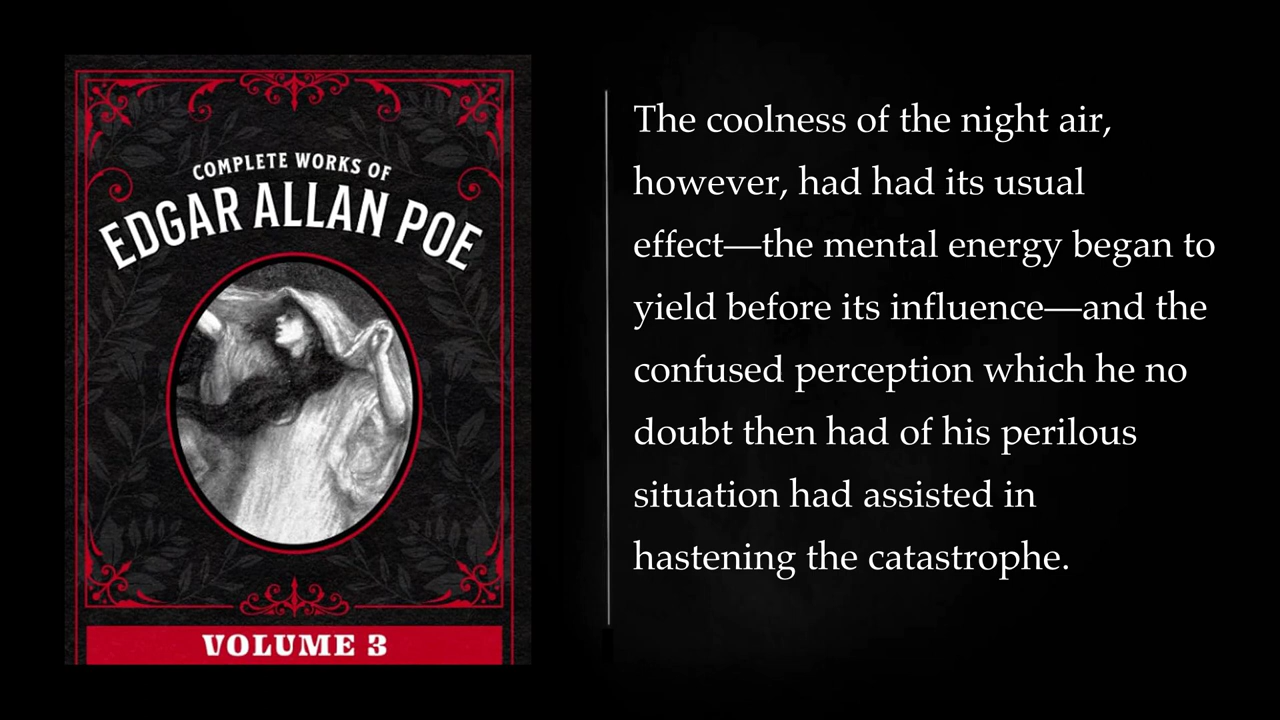 COMPLETE WORKS OF
EDGAR ALLAN POE
VOLUME 3
The coolness of the night air,
however, had had its usual
effect—the mental energy began to
yield before its influence—and the
confused perception which he no
doubt then had of his perilous
situation had assisted in
hastening the catastrophe.